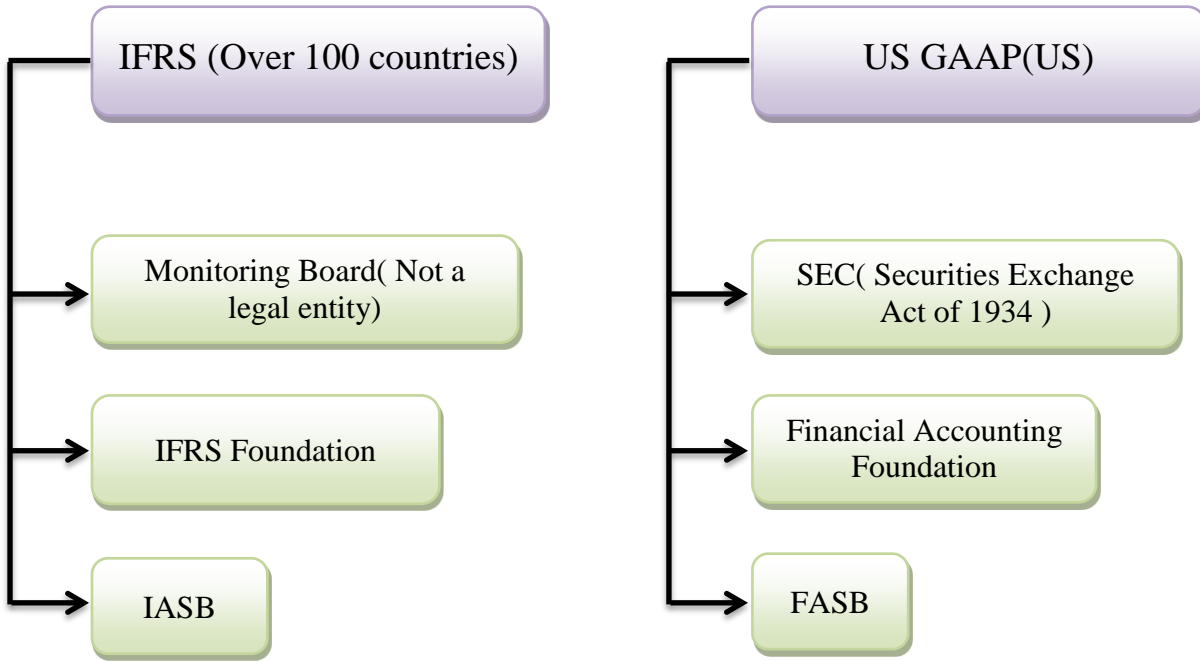 IFRS (Over 100 countries)
Monitoring Board( Not a
legal entity)
IFRS Foundation
IASB
US GAAP(US)
SEC( Securities Exchange
Act of 1934 )
Financial Accounting
Foundation
FASB